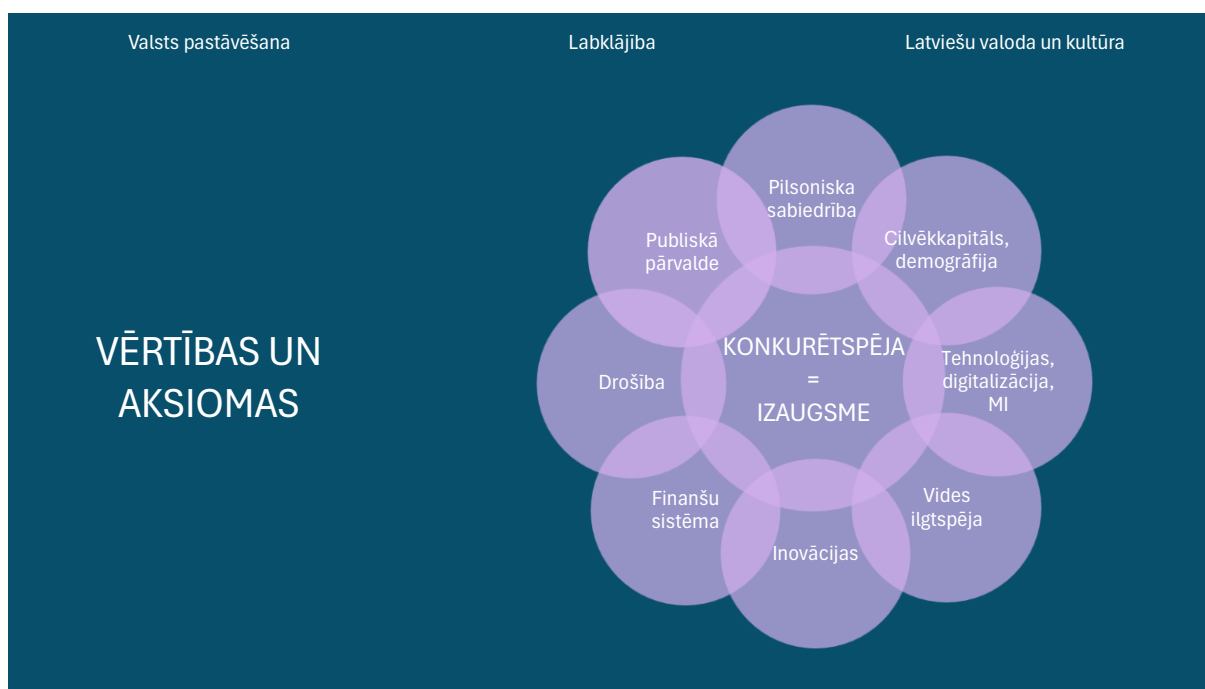 Valsts pastāvēšana
Labklājība
Latviešu valoda un kultūra
VĒRTĪBAS UN
AKSIOMAS
Pilsoniska
sabiedrība
Cilvēkkapitāls,
demogrāfija
Tehnoloģijas,
digitalizācija,
MI
Vides
ilgtspēja
Inovācijas
Finanšu
sistēma
Drošība
Publiskā
pārvalde
KONKURĒTSPĒJA
=
IZAUGSME